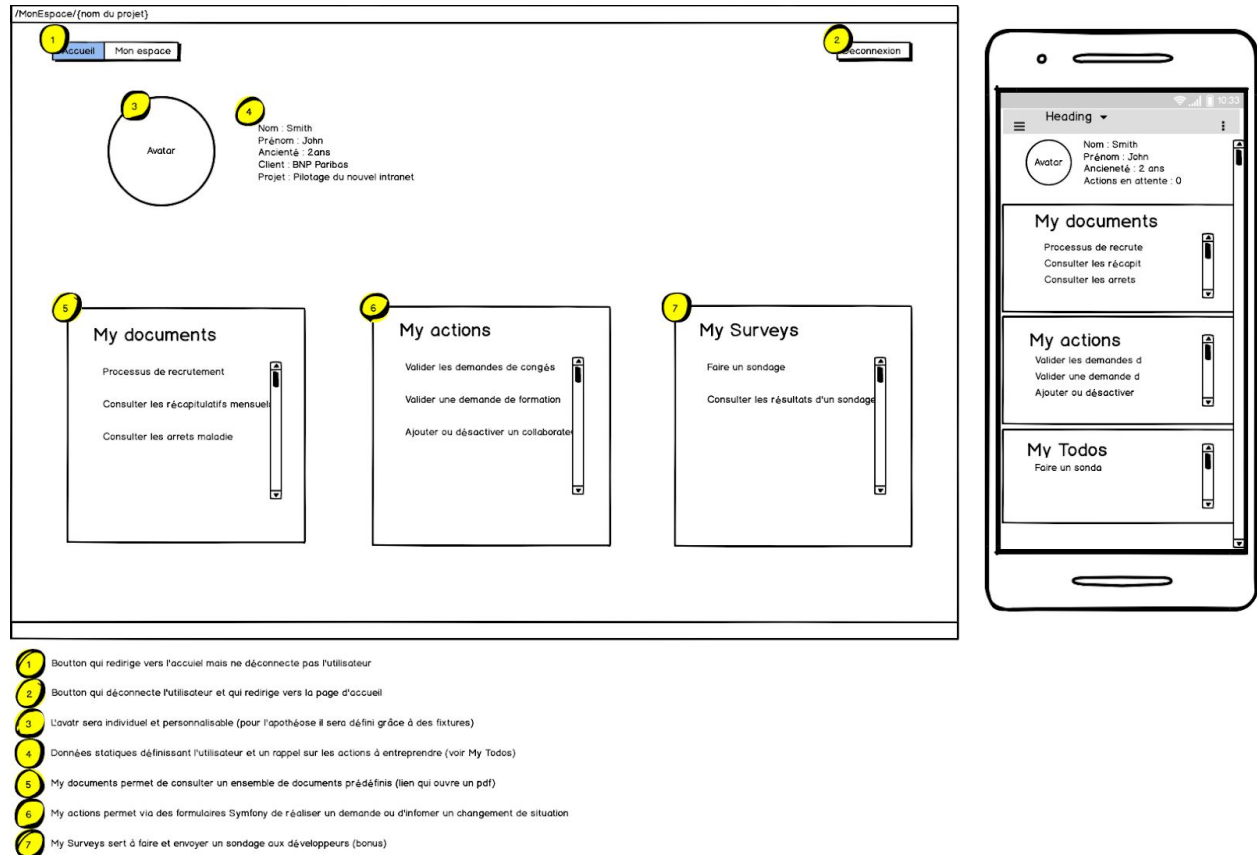 /MonEspace/{nom du projet}
1
Accueil
Mon espace
2
Deconnexion
3
Avatar
4
Nom : Smith
Prénom : John
Ancienté : 2ans
Client : BNP Paribas
Projet : Pilotage du nouvel intranet
5
My documents
Processus de recrutement
Consulter les récapitulatifs mensuels
Consulter les arrets maladie
6
My actions
Valider les demandes de congés
Valider une demande de formation
Ajouter ou désactiver un collaborateu
7
My Surveys
Faire un sondage
Consulter les résultats d'un sondage
10:33
Heading
Avatar
Nom : Smith
Prénom : John
Ancieneté : 2 ans
Actions en attente : 0
My documents
Processus de recrute
Consulter les récapit
Consulter les arrets
My actions
Valider les demandes d
Valider une demande d
Ajouter ou désactiver
My Todos
Faire un sonda
1 Boutton qui redirige vers l'accuiel mais ne déconnecte pas l'utilisateur
2 Boutton qui déconnecte l'utilisateur et qui redirige vers la page d'accueil
3 L'avatr sera individuel et personnalisable (pour l'apothéose il sera défini grâce à des fixtures)
4 Données statiques définissant l'utilisateur et un rappel sur les actions à entreprendre (voir My Todos)
5 My documents permet de consulter un ensemble de documents prédéfinis (lien qui ouvre un pdf)
6 My actions permet via des formulaires Symfony de réaliser un demande ou d'infomer un changement de situation
7 My Surveys sert à faire et envoyer un sondage aux développeurs (bonus)